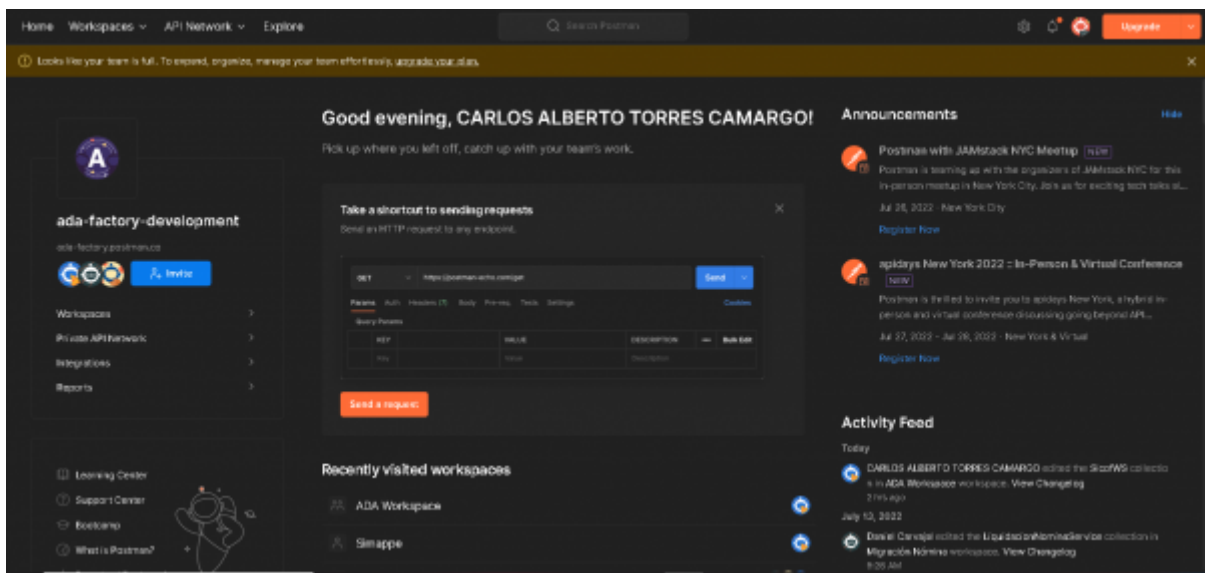 Home Workspaces API Network Explore
Search Postman
Upgrade
Looks like your team is full. To expand, organize, manage your team effortlessly, upgrade your plan.
A
ada-factory-development
ada-factory.postman.co
Invite
Workspaces
Private API Network
Integrations
Reports
Learning Center
Support Center
Bootcamp
What is Postman?
Good evening, CARLOS ALBERTO TORRES CAMARGO!
Pick up where you left off, catch up with your team's work.
Take a shortcut to sending requests
Send an HTTP request to any endpoint.
GET https://postman-echo.com/get Send
Params Auth Headers (7) Body Pre-req. Tests Settings Cookies
Query Params
KEY VALUE DESCRIPTION Bulk Edit
Key Value Description
Send a request
Recently visited workspaces
ADA Workspace
Simappe
Announcements Hide
Postman with JAMstack NYC Meetup NEW
Postman is teaming up with the organizers of JAMstack NYC for this
in-person meetup in New York City. Join us for exciting tech talks
New York City
Register Now
apidays New York 2022 :: In-Person & Virtual Conference
NEW
Postman is thrilled to invite you to apidays New York, a hybrid in-
person and virtual conference discussing going beyond API...
Jul 27, 2022 - Jul 28, 2022 · New York & Virtual
Register Now
Activity Feed
Today
CARLOS ALBERTO TORRES CAMARGO edited the SicofWS collectio
n in ADA Workspace workspace. View Changelog
2 hrs ago
July 13, 2022
Daniel Carvajal edited the LiquidacionNominaService collection in
Migración Nómina workspace. View Changelog
9:26 AM